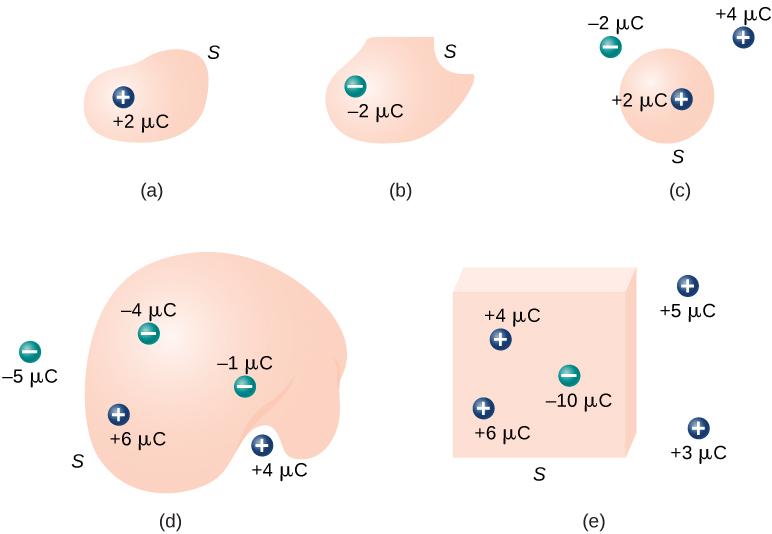 S
+2 μC
(a)
S
–2 μC
(b)
–2 μC
+4 μC
+2 μC
S
(c)
–4 μC
–1 μC
–5 μC
+6 μC
S
+4 μC
(d)
+4 μC
+5 μC
–10 μC
+6 μC
+3 μC
S
(e)